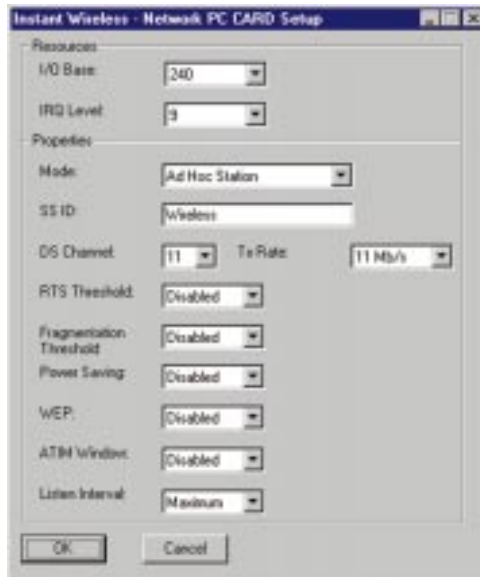 Instant Wireless - Network PC CARD Setup
Resources
I/O Base: 240
IRQ Level: 9
Properties
Mode: Ad Hoc Station
SS ID: Wireless
DS Channel: 11 Tx Rate: 11 Mb/s
RTS Threshold: Disabled
Fragmentation Threshold Disabled
Power Saving: Disabled
WEP: Disabled
ATIM Window: Disabled
Listen Interval: Maximum
OK Cancel